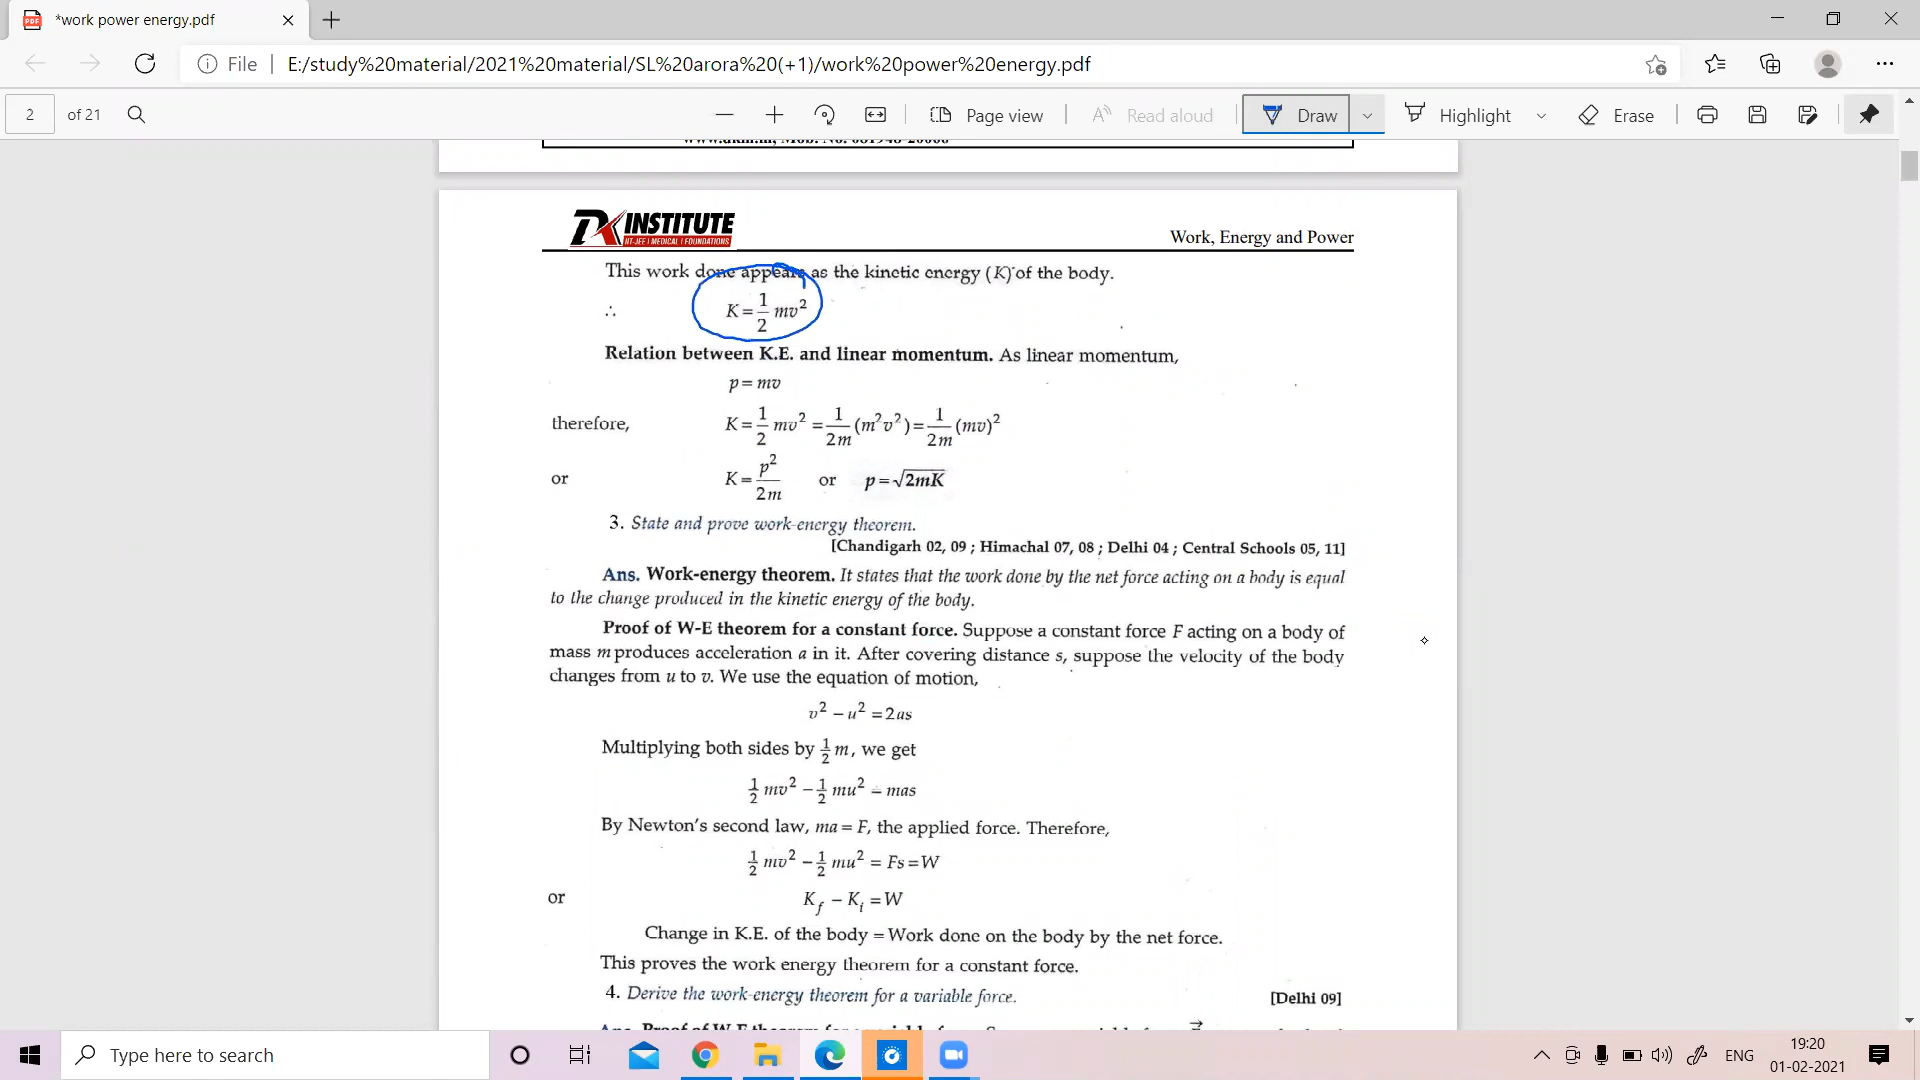 *work power energy.pdf
File
E:/study%20material/2021%20material/SL%20arora%20(+1)/work%20power%20energy.pdf
2 of 21
Page view
Read aloud
Draw
Highlight
Erase
DK INSTITUTE
IIT-JEE | MEDICAL | FOUNDATIONS
Work, Energy and Power
This work done appears as the kinetic energy (K) of the body.
∴ K = 1/2 mv²
Relation between K.E. and linear momentum. As linear momentum,
p = mv
therefore, K = 1/2 mv² = 1/2m (m²v²) = 1/2m (mv)²
or K = p²/2m or p = √2mK
3. State and prove work-energy theorem.
[Chandigarh 02, 09 ; Himachal 07, 08 ; Delhi 04 ; Central Schools 05, 11]
Ans. Work-energy theorem. It states that the work done by the net force acting on a body is equal
to the change produced in the kinetic energy of the body.
Proof of W-E theorem for a constant force. Suppose a constant force F acting on a body of
mass m produces acceleration a in it. After covering distance s, suppose the velocity of the body
changes from u to v. We use the equation of motion,
v² − u² = 2as
Multiplying both sides by 1/2 m, we get
1/2 mv² − 1/2 mu² = mas
By Newton's second law, ma = F, the applied force. Therefore,
1/2 mv² − 1/2 mu² = Fs = W
or K_f − K_i = W
Change in K.E. of the body = Work done on the body by the net force.
This proves the work energy theorem for a constant force.
4. Derive the work-energy theorem for a variable force.
[Delhi 09]
Type here to search
ENG
19:20
01-02-2021